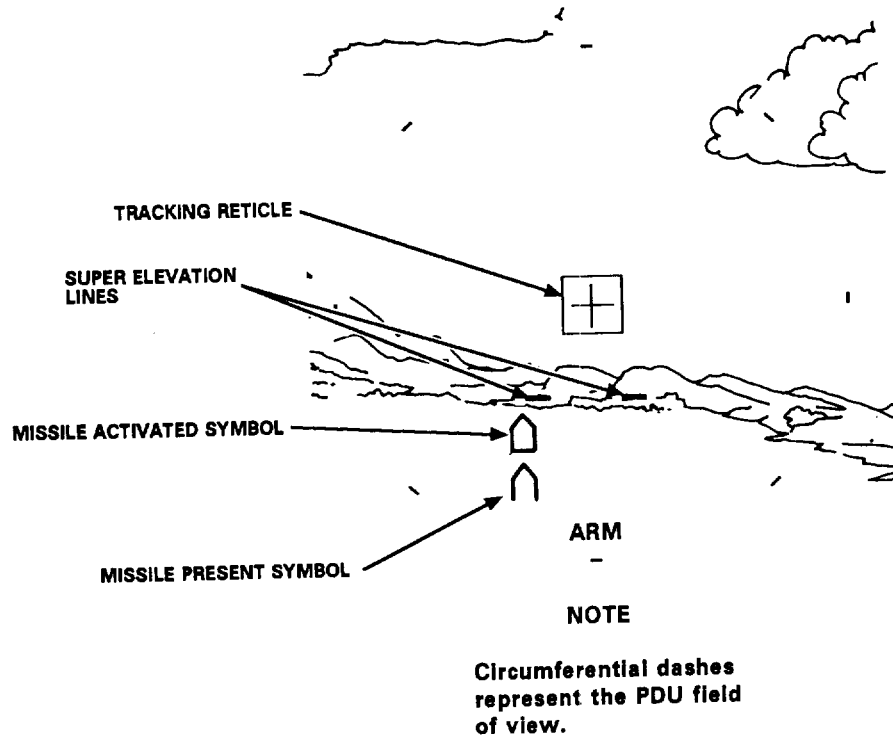 TRACKING RETICLE
SUPER ELEVATION
LINES
MISSILE ACTIVATED SYMBOL
MISSILE PRESENT SYMBOL
ARM
NOTE
Circumferential dashes
represent the PDU field
of view.